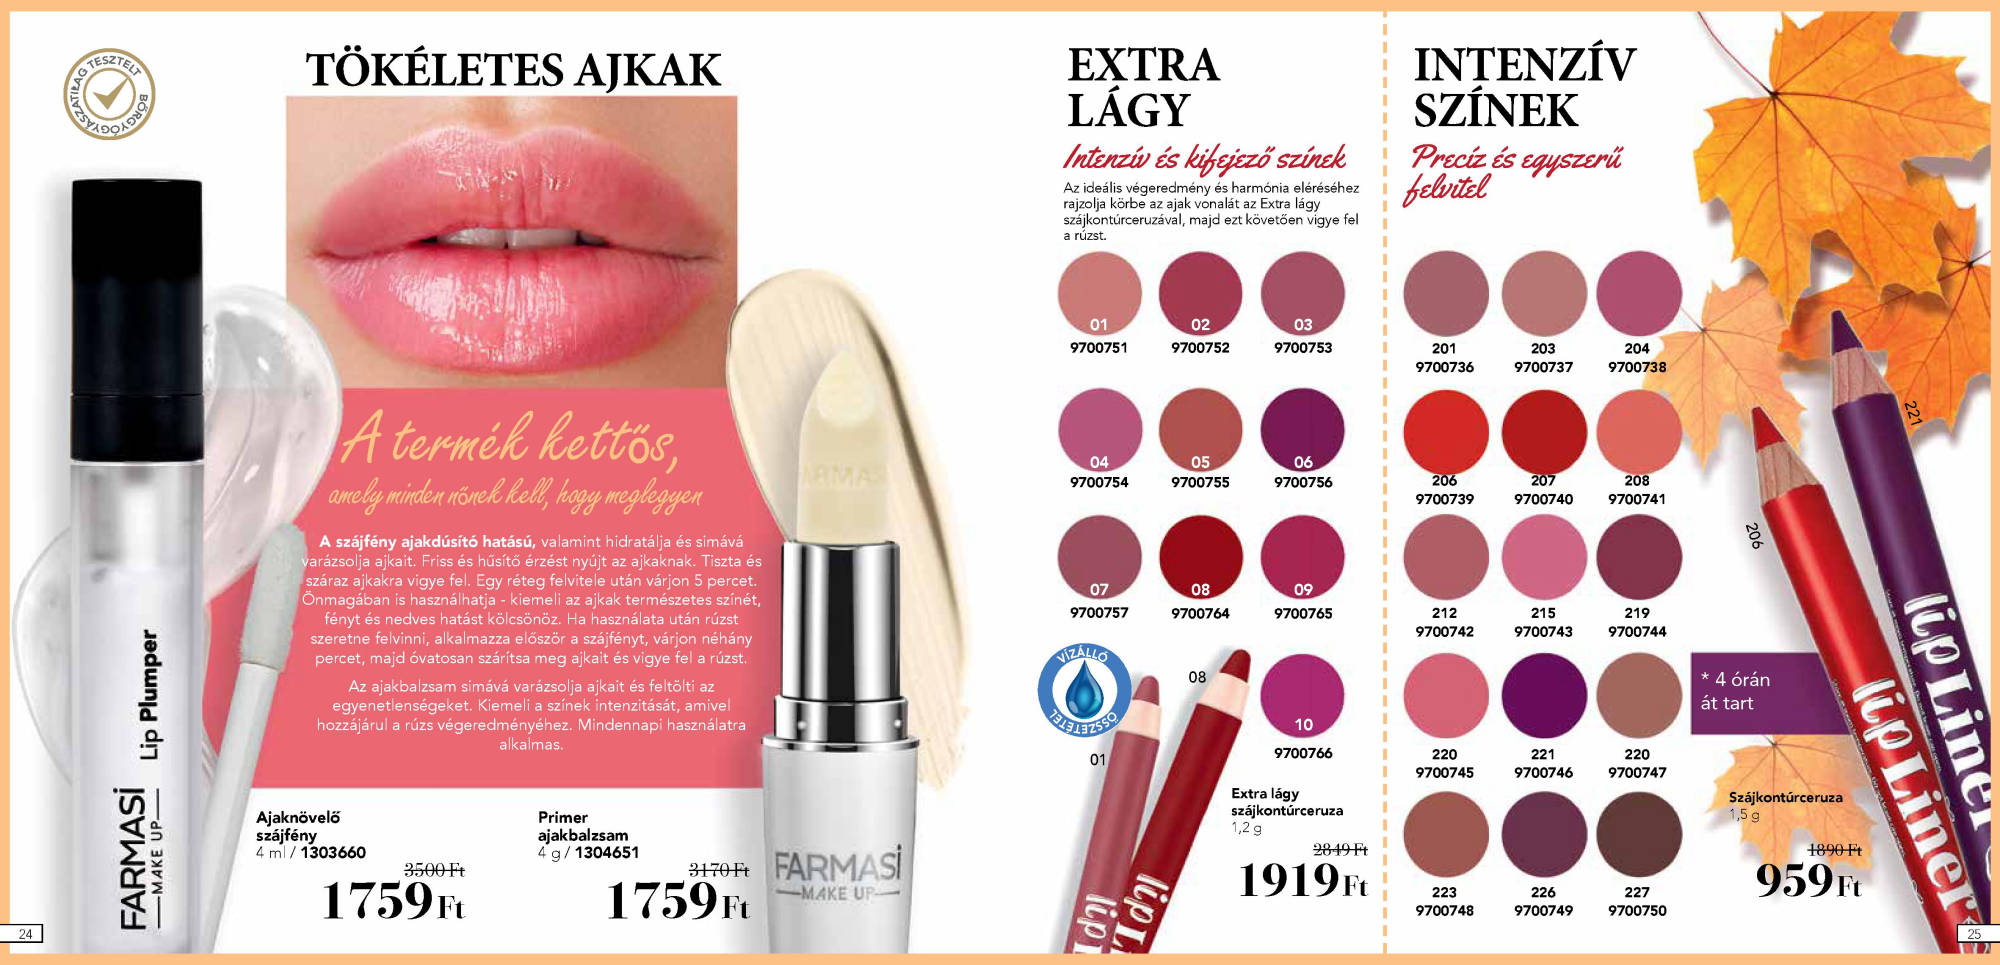 BŐRGYÓGYÁSZATILAG TESZTELT
TÖKÉLETES AJKAK
A termék kettős,
amely minden nőnek kell, hogy meglegyen
A szájfény ajakdúsító hatású, valamint hidratálja és simává
varázsolja ajkait. Friss és hűsítő érzést nyújt az ajkaknak. Tiszta és
száraz ajkakra vigye fel. Egy réteg felvitele után várjon 5 percet.
Önmagában is használhatja - kiemeli az ajkak természetes színét,
fényt és nedves hatást kölcsönöz. Ha használata után rúzst
szeretne felvinni, alkalmazza először a szájfényt, várjon néhány
percet, majd óvatosan szárítsa meg ajkait és vigye fel a rúzst.
Az ajakbalzsam simává varázsolja ajkait és feltölti az
egyenetlenségeket. Kiemeli a színek intenzitását, amivel
hozzájárul a rúzs végeredményéhez. Mindennapi használatra
alkalmas.
FARMASİ
MAKE UP
Lip Plumper
Ajaknövelő
szájfény
4 ml / 1303660
3500 Ft
1759 Ft
Primer
ajakbalzsam
4 g / 1304651
3170 Ft
1759 Ft
FARMASİ
MAKE UP
24
EXTRA
LÁGY
Intenzív és kifejező színek
Az ideális végeredmény és harmónia eléréséhez
rajzolja körbe az ajak vonalát az Extra lágy
szájkontúrceruzával, majd ezt követően vigye fel
a rúzst.
01 02 03
9700751 9700752 9700753
04 05 06
9700754 9700755 9700756
07 08 09
9700757 9700764 9700765
VÍZÁLLÓ
ÖSSZETÉTEL
08
01
10
9700766
Extra lágy
szájkontúrceruza
1,2 g
2849 Ft
1919 Ft
INTENZÍV
SZÍNEK
Precíz és egyszerű
felvitel
201 203 204
9700736 9700737 9700738
206 207 208
9700739 9700740 9700741
212 215 219
9700742 9700743 9700744
220 221 220
9700745 9700746 9700747
223 226 227
9700748 9700749 9700750
221
206
* 4 órán
át tart
lip Liner
lip Liner
Szájkontúrceruza
1,5 g
1890 Ft
959 Ft
25